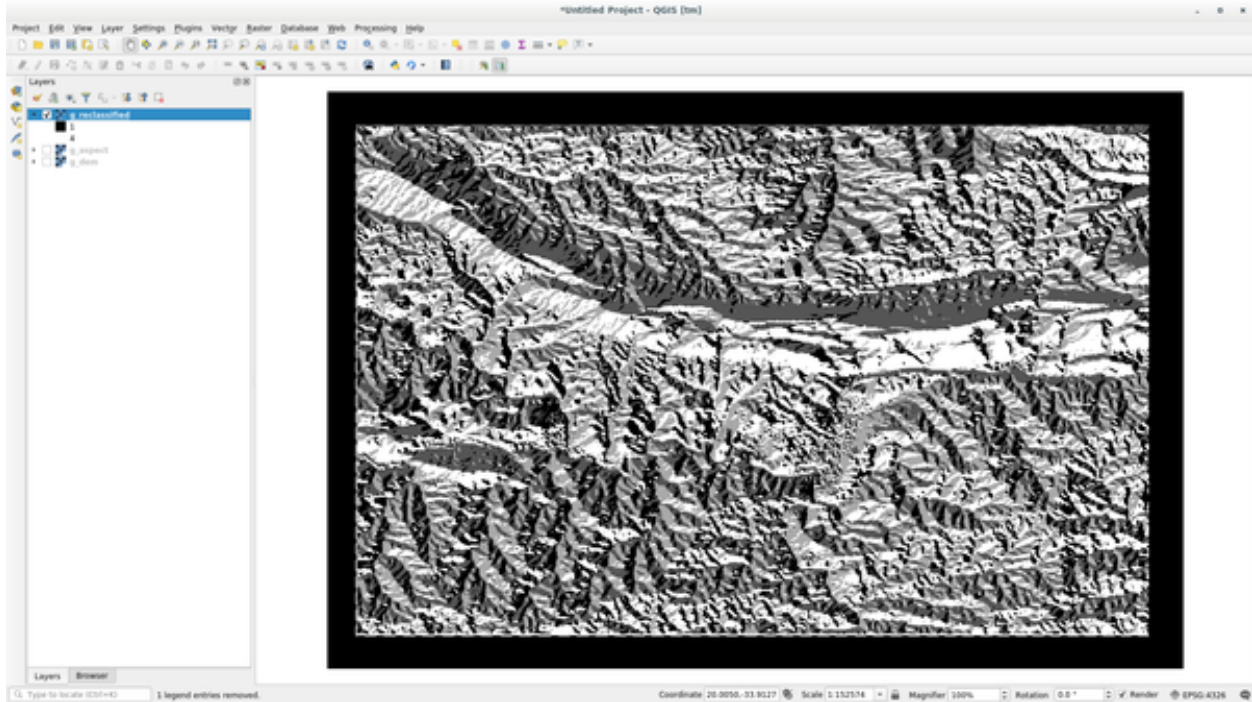 *Untitled Project - QGIS [tm]
Project Edit View Layer Settings Plugins Vector Raster Database Web Processing Help
Layers
g_reclassified
1
4
g_aspect
g_dem
Layers Browser
Type to locate (Ctrl+K) 1 legend entries removed. Coordinate 20.0050,-33.9127 Scale 1:152574 Magnifier 100% Rotation 0.0 ° Render EPSG:4326